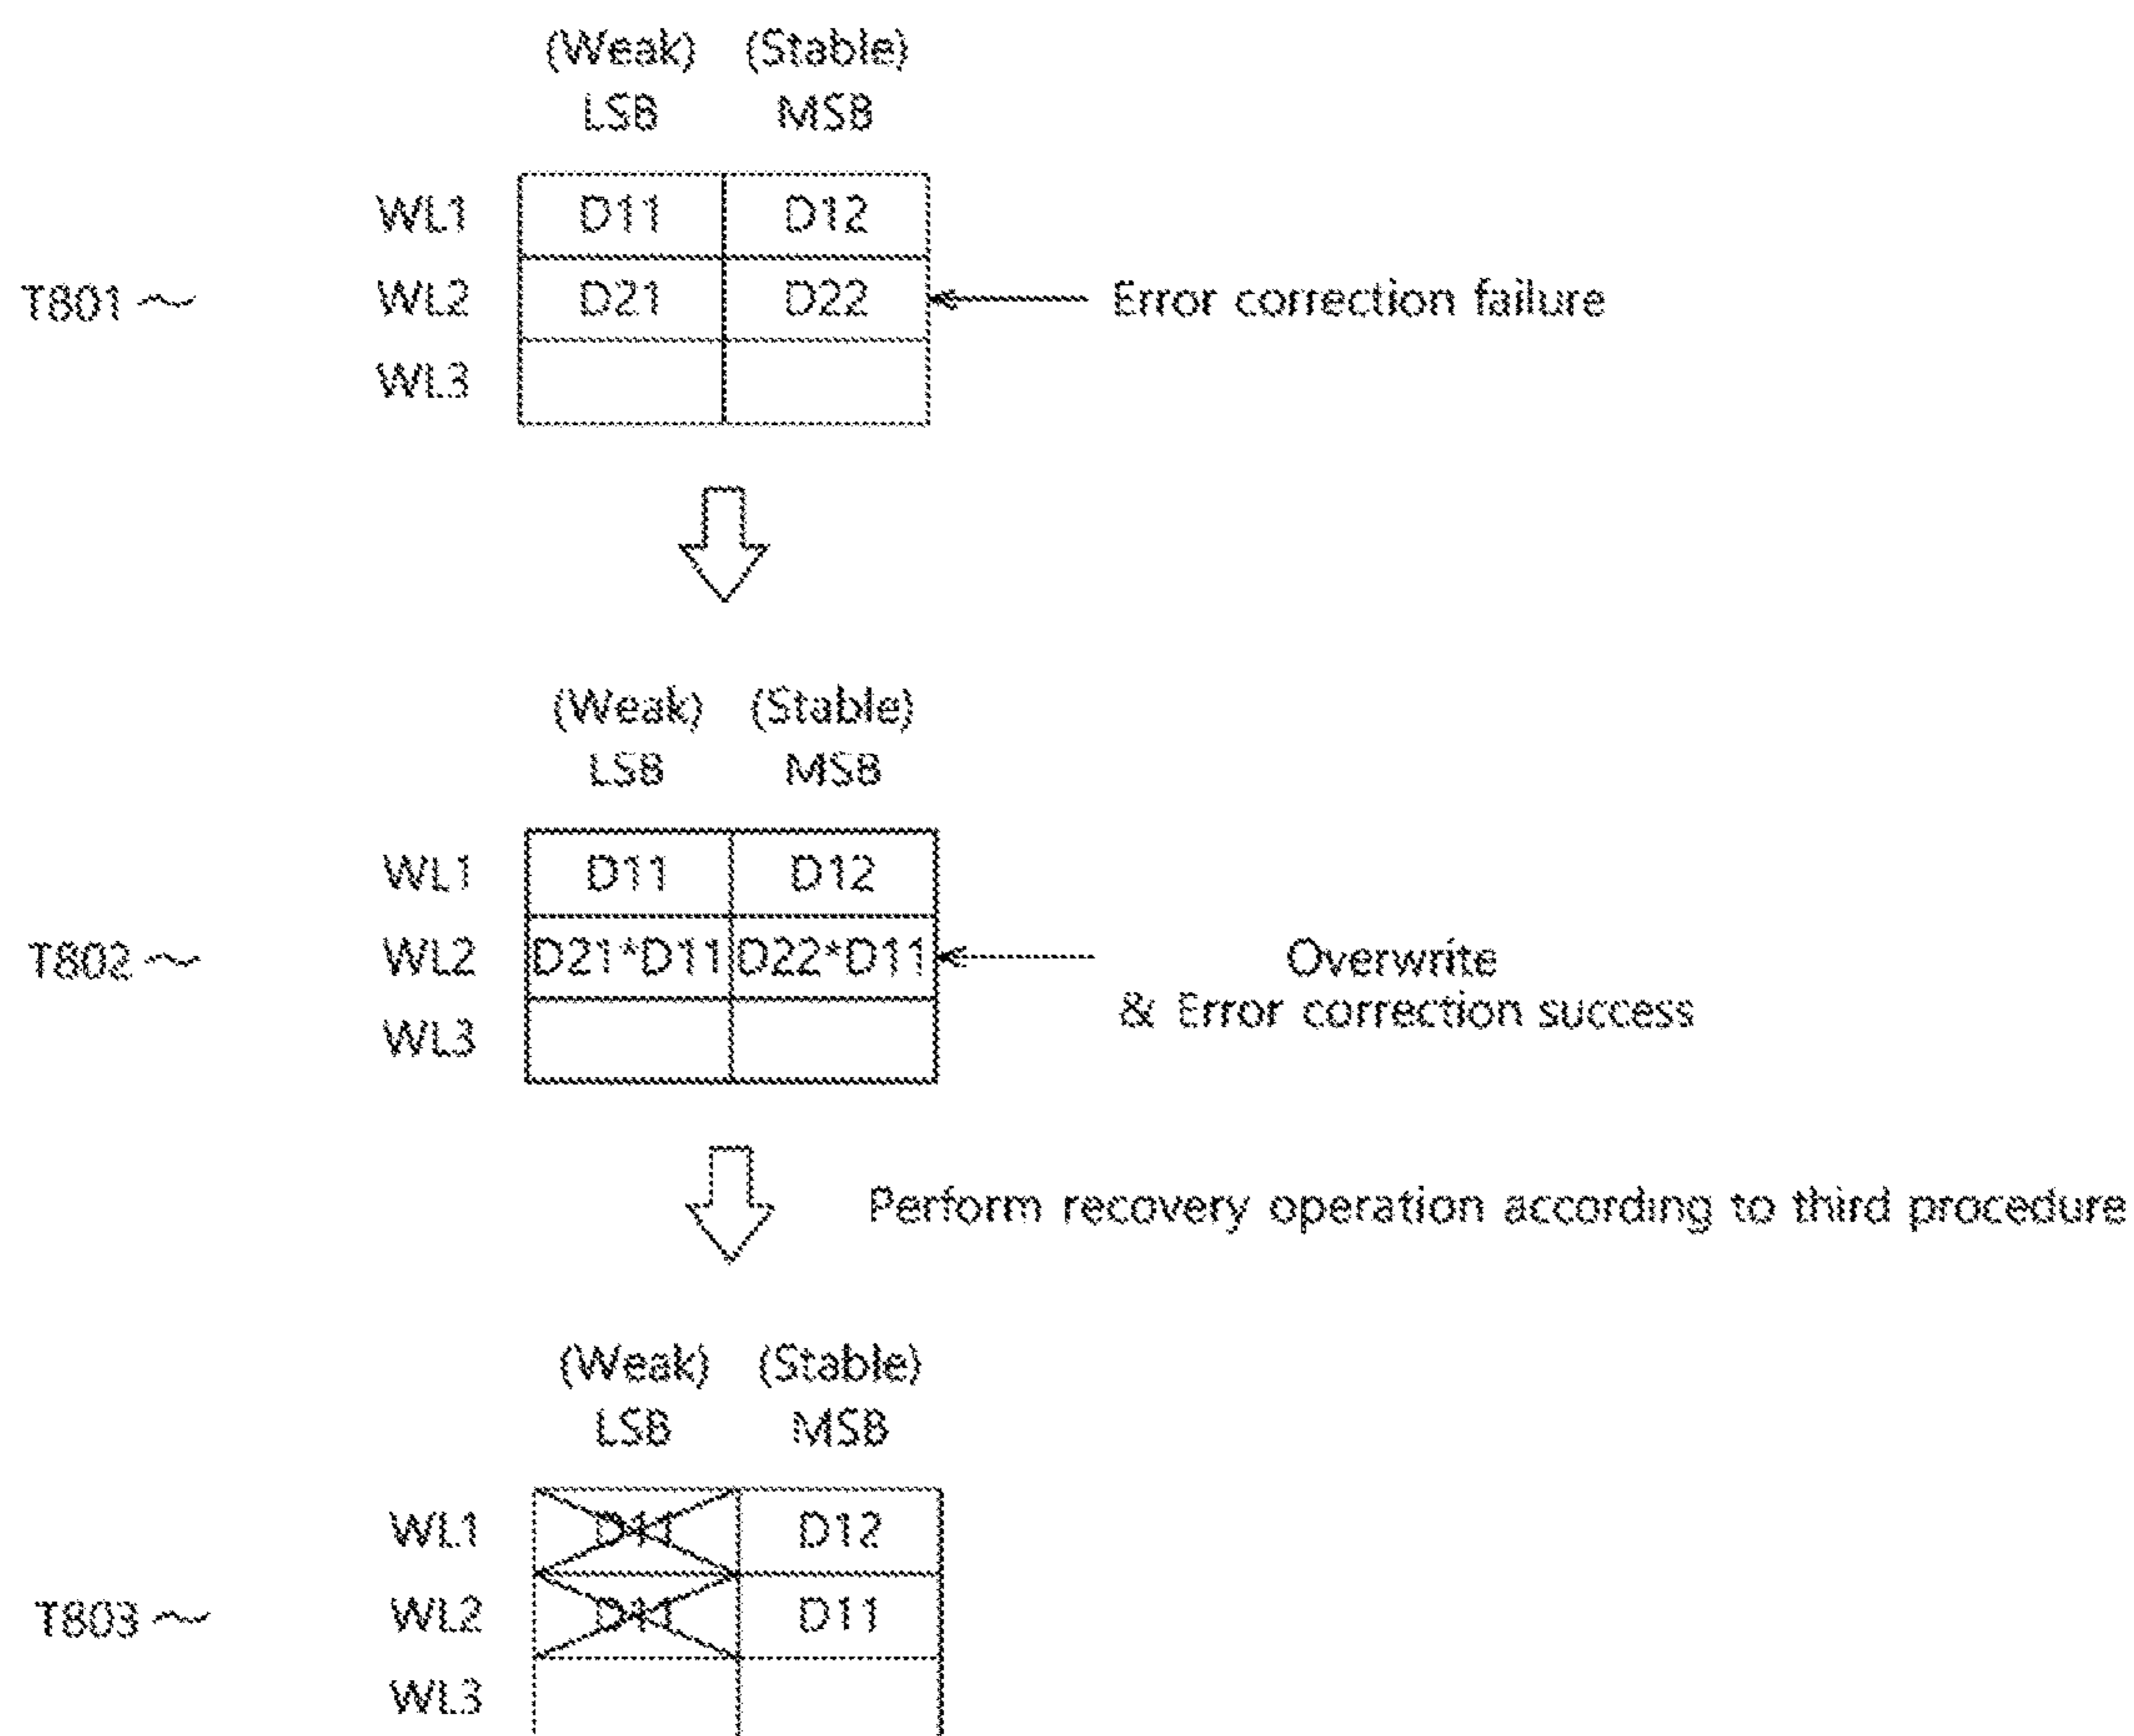 (Weak) (Stable)
LSB MSB
WL1 D11 D12
T801 WL2 D21 D22 Error correction failure
WL3
(Weak) (Stable)
LSB MSB
WL1 D11 D12
T802 WL2 D21*D11 D22*D11 Overwrite
& Error correction success
WL3
Perform recovery operation according to third procedure
(Weak) (Stable)
LSB MSB
WL1 D11 D12
T803 WL2 D11 D11
WL3